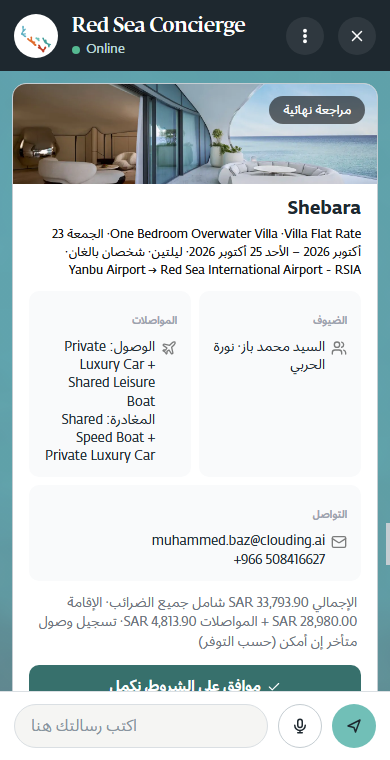 Red Sea Concierge
Online
مراجعة نهائية
Shebara
One Bedroom Overwater Villa · Villa Flat Rate· الجمعة 23
أكتوبر 2026 – الأحد 25 أكتوبر 2026· ليلتين· شخصان بالغان·
Yanbu Airport → Red Sea International Airport - RSIA
الضيوف
السيد محمد باز· نورة
الحربي
المواصلات
الوصول: Private
Luxury Car +
Shared Leisure
Boat
المغادرة: Shared
Speed Boat +
Private Luxury Car
التواصل
muhammed.baz@clouding.ai
+966 508416627
الإجمالي SAR 33,793.90 شامل جميع الضرائب· الإقامة
SAR 28,980.00 + المواصلات SAR 4,813.90· تسجيل وصول
متأخر إن أمكن (حسب التوفر)
موافق على الشروط، نكمل
اكتب رسالتك هنا